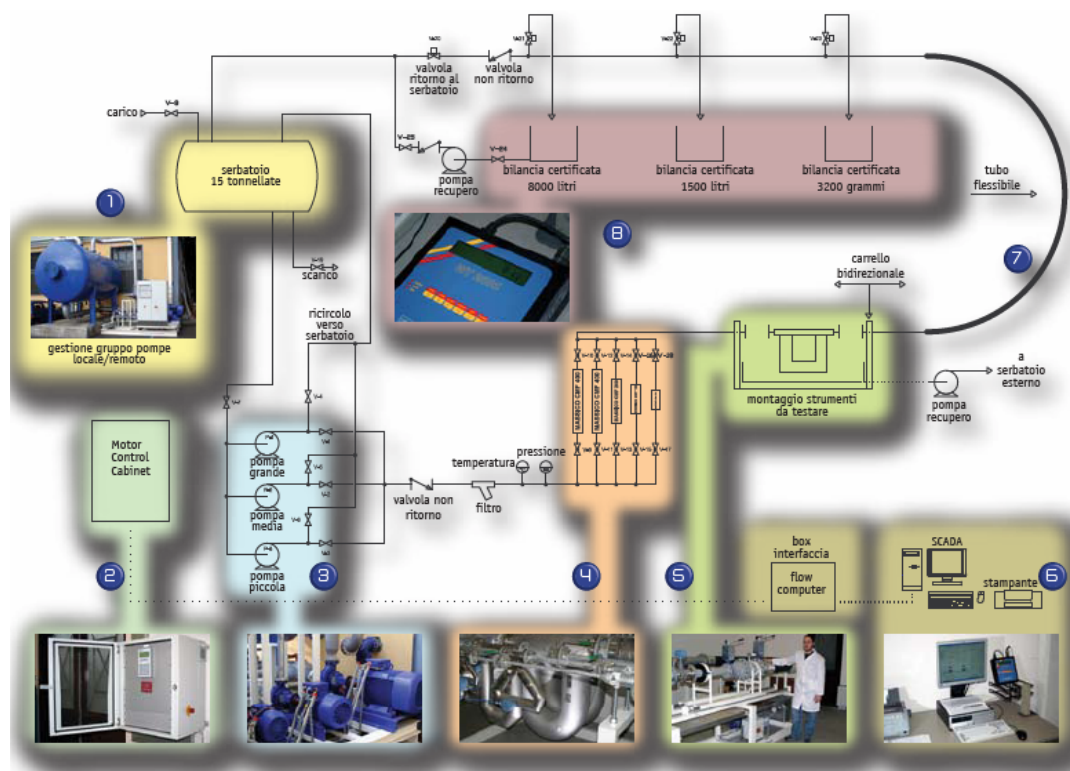 valvola
ritorno al
serbatoio
valvola
non ritorno
carico
V-25
V-24
serbatoio
15 tonnellate
pompa
recupero
bilancia certificata
8000 litri
bilancia certificata
1500 litri
bilancia certificata
3200 grammi
tubo
flessibile
1
8
7
scarico
carrello
bidirezionale
ricircolo
verso
serbatoio
gestione gruppo pompe
locale/remoto
a
serbatoio
esterno
montaggio strumenti
da testare
pompa
recupero
Motor
Control
Cabinet
pompa
grande
temperatura
pressione
pompa
media
valvola non
ritorno
filtro
pompa
piccola
2
3
4
5
6
box
interfaccia
flow
computer
SCADA
stampante